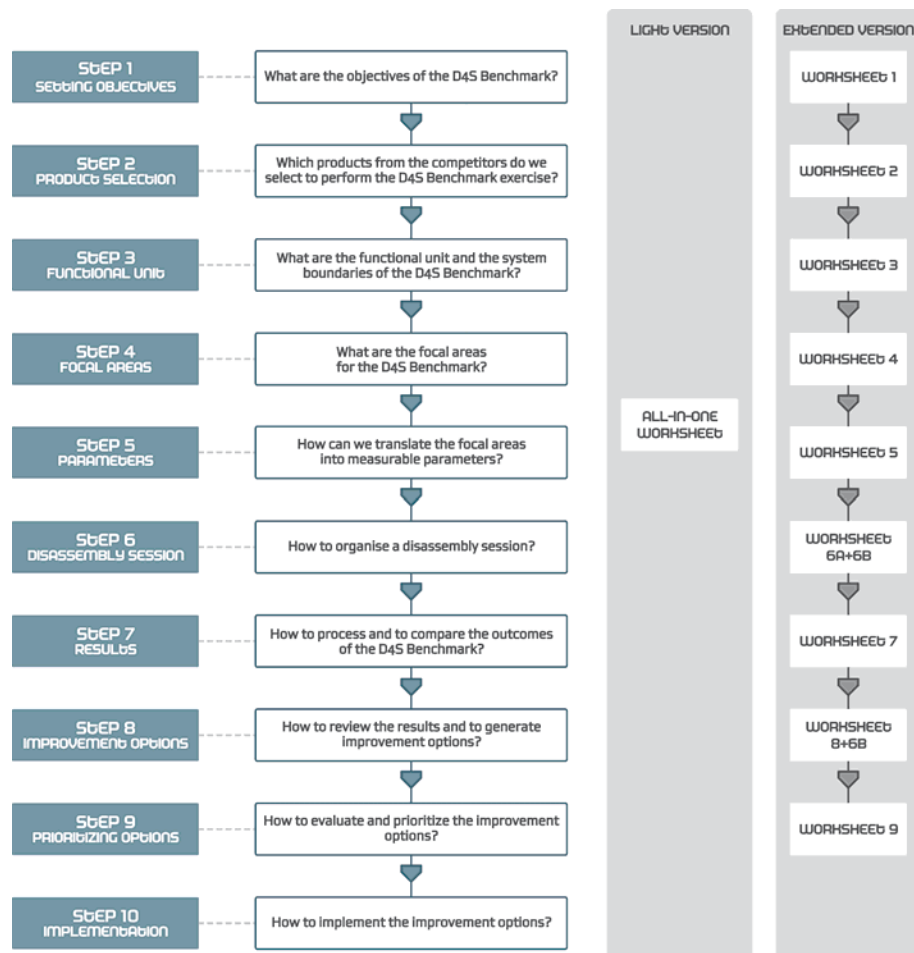 LIGHT VERSION
EXTENDED VERSION
STEP 1
SETTING OBJECTIVES
What are the objectives of the D4S Benchmark?
WORKSHEET 1
STEP 2
PRODUCT SELECTION
Which products from the competitors do we
select to perform the D4S Benchmark exercise?
WORKSHEET 2
STEP 3
FUNCTIONAL UNIT
What are the functional unit and the system
boundaries of the D4S Benchmark?
WORKSHEET 3
STEP 4
FOCAL AREAS
What are the focal areas
for the D4S Benchmark?
WORKSHEET 4
ALL-IN-ONE
WORKSHEET
STEP 5
PARAMETERS
How can we translate the focal areas
into measurable parameters?
WORKSHEET 5
STEP 6
DISASSEMBLY SESSION
How to organise a disassembly session?
WORKSHEET
6A+6B
STEP 7
RESULTS
How to process and to compare the outcomes
of the D4S Benchmark?
WORKSHEET 7
STEP 8
IMPROVEMENT OPTIONS
How to review the results and to generate
improvement options?
WORKSHEET
8+6B
STEP 9
PRIORITIZING OPTIONS
How to evaluate and prioritize the improvement
options?
WORKSHEET 9
STEP 10
IMPLEMENTATION
How to implement the improvement options?